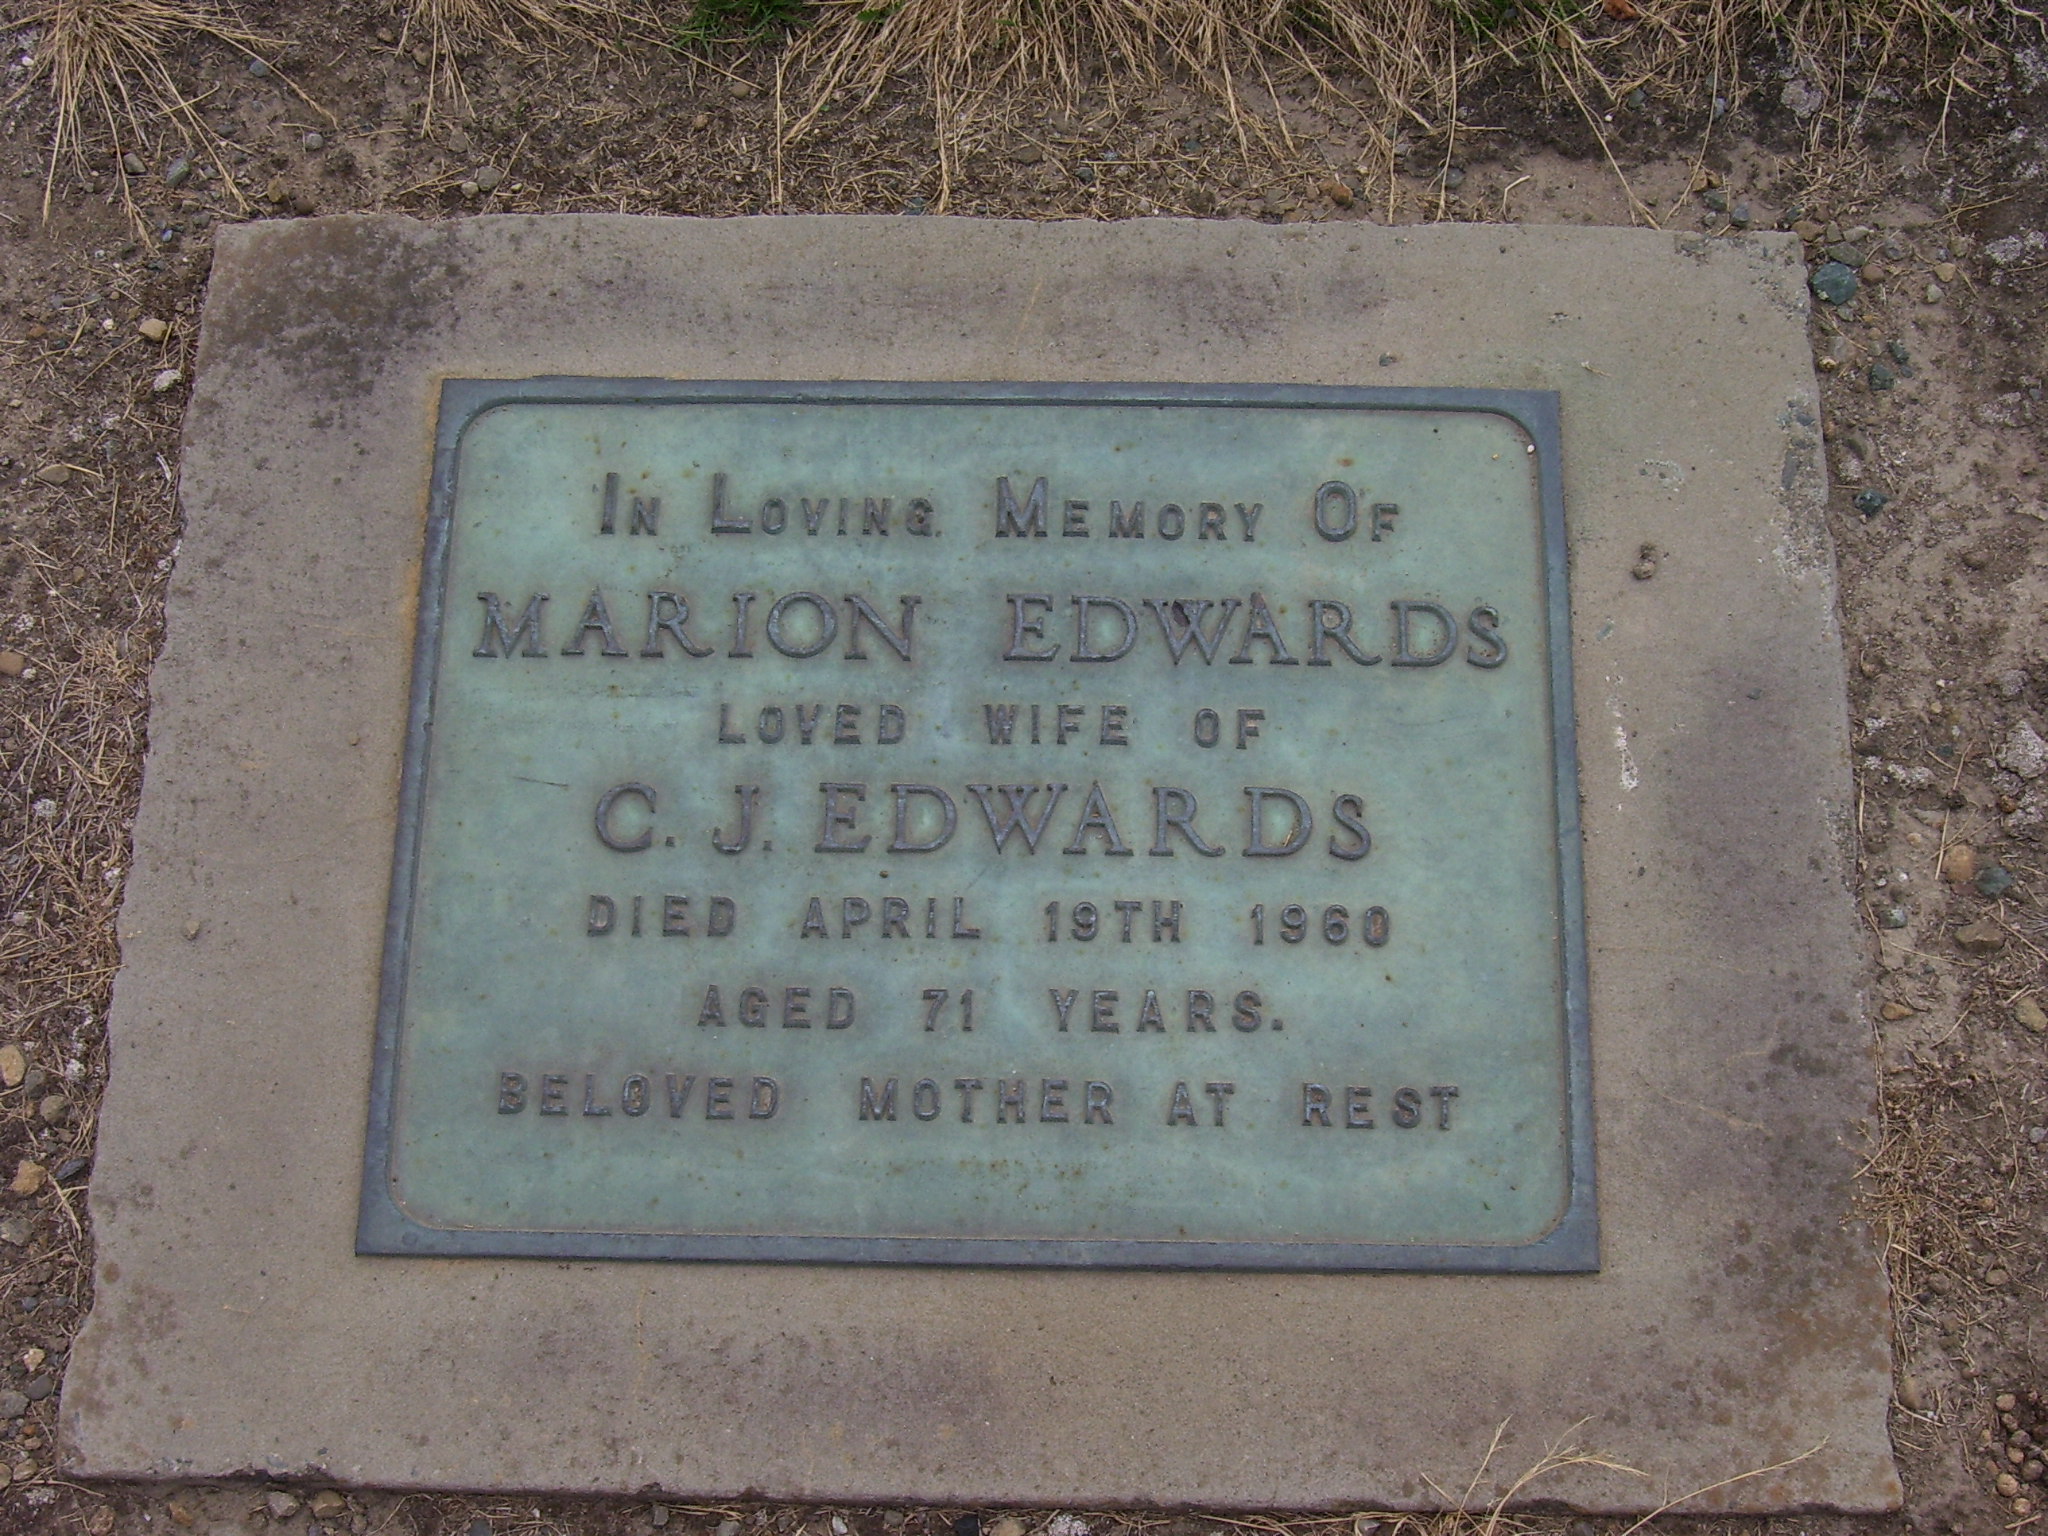 In Loving Memory Of
MARION EDWARDS
LOVED WIFE OF
C. J. EDWARDS
DIED APRIL 19TH 1960
AGED 71 YEARS.
BELOVED MOTHER AT REST